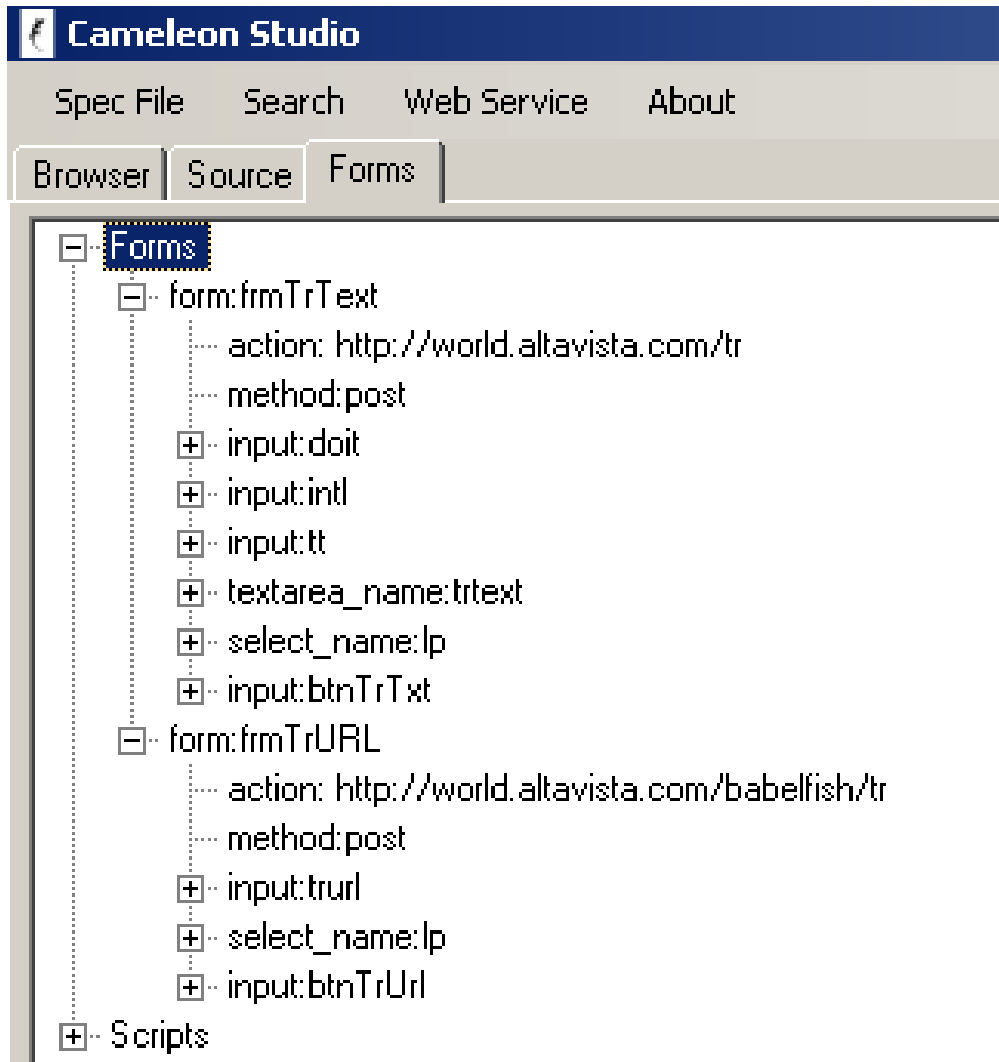 Cameleon Studio
Spec File Search Web Service About
Browser Source Forms
Forms
form:frmTrText
action: http://world.altavista.com/tr
method:post
input:doit
input:intl
input:tt
textarea_name:trtext
select_name:lp
input:btnTrTxt
form:frmTrURL
action: http://world.altavista.com/babelfish/tr
method:post
input:trurl
select_name:lp
input:btnTrUrl
Scripts